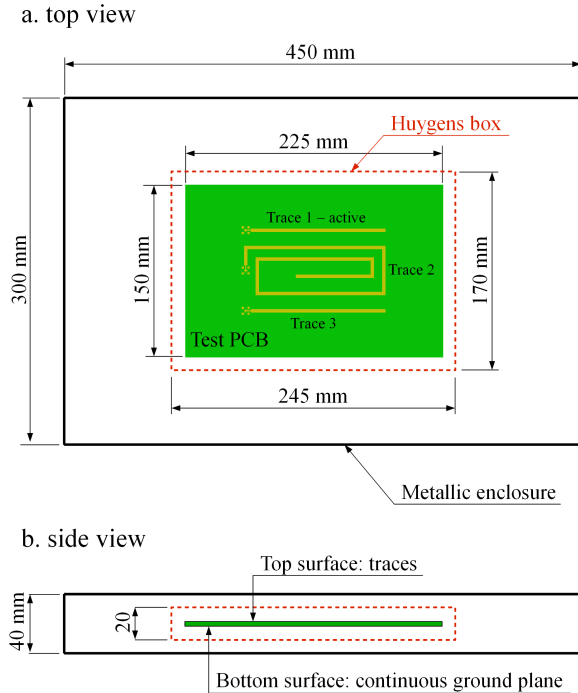 a. top view
450 mm
Huygens box
225 mm
Trace 1 – active
300 mm
150 mm
Trace 2
170 mm
Trace 3
Test PCB
245 mm
Metallic enclosure
b. side view
Top surface: traces
40 mm
20
Bottom surface: continuous ground plane